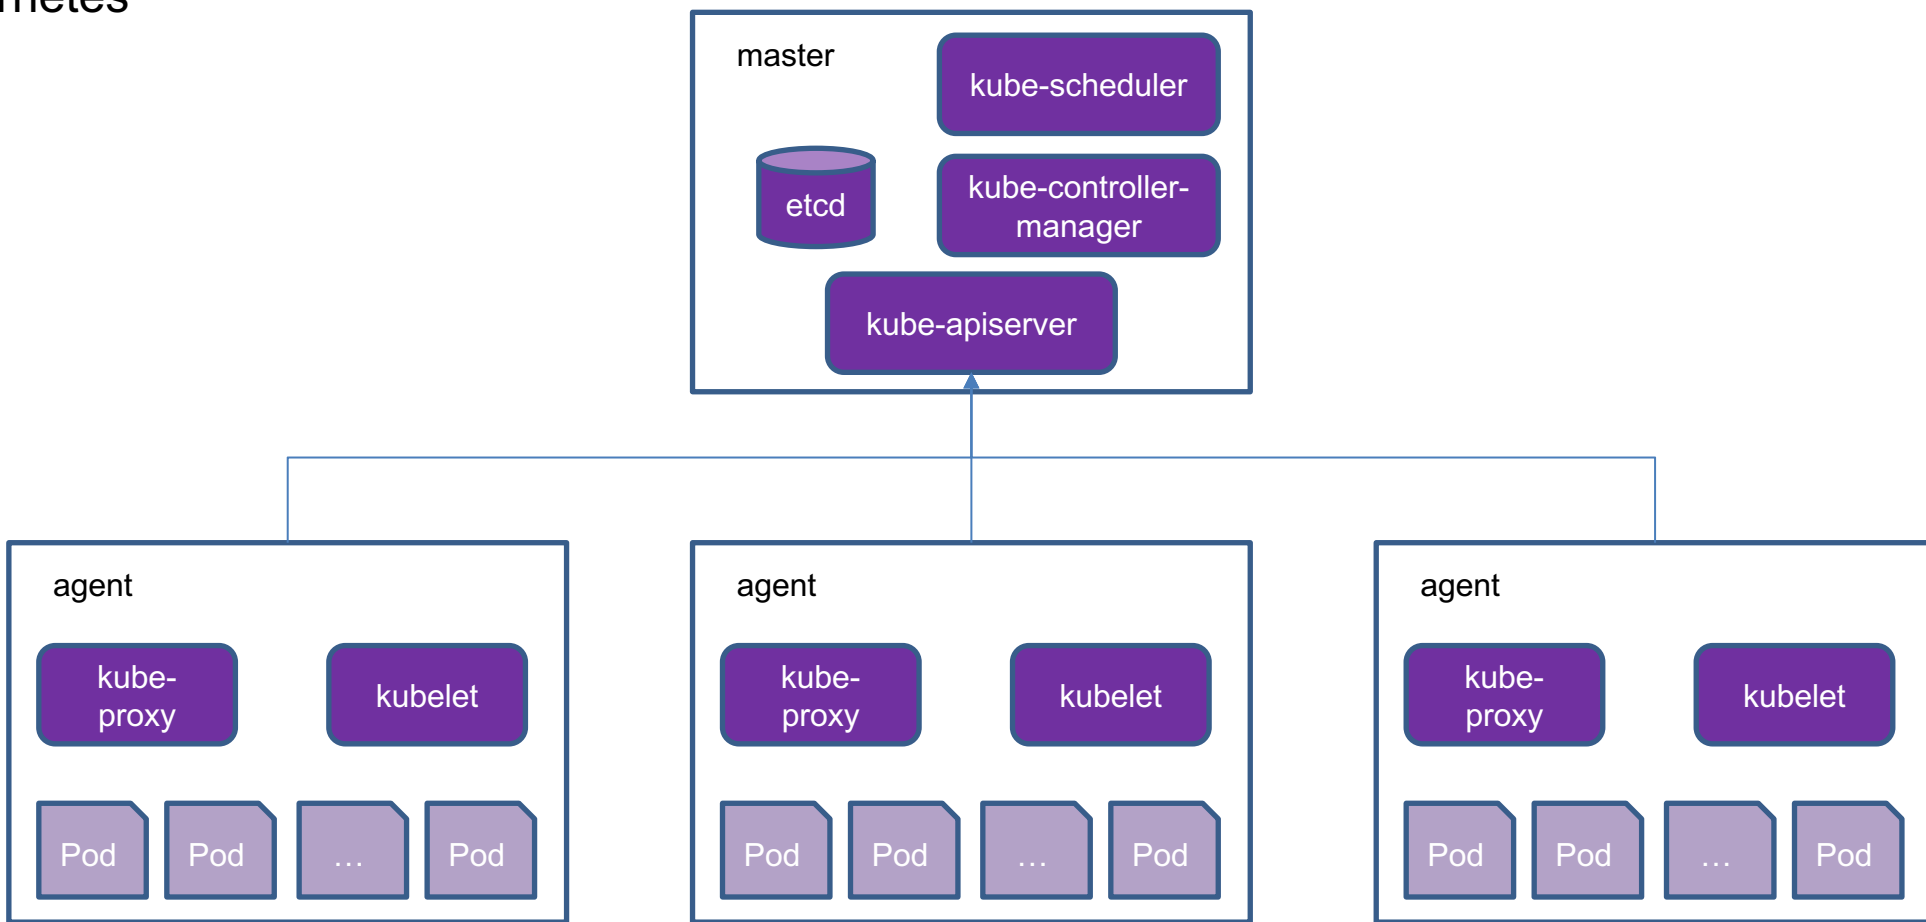 master
kube-scheduler
etcd
kube-controller-
manager
kube-apiserver
agent
kube-
proxy
kubelet
Pod
Pod
...
Pod
agent
kube-
proxy
kubelet
Pod
Pod
...
Pod
agent
kube-
proxy
kubelet
Pod
Pod
...
Pod